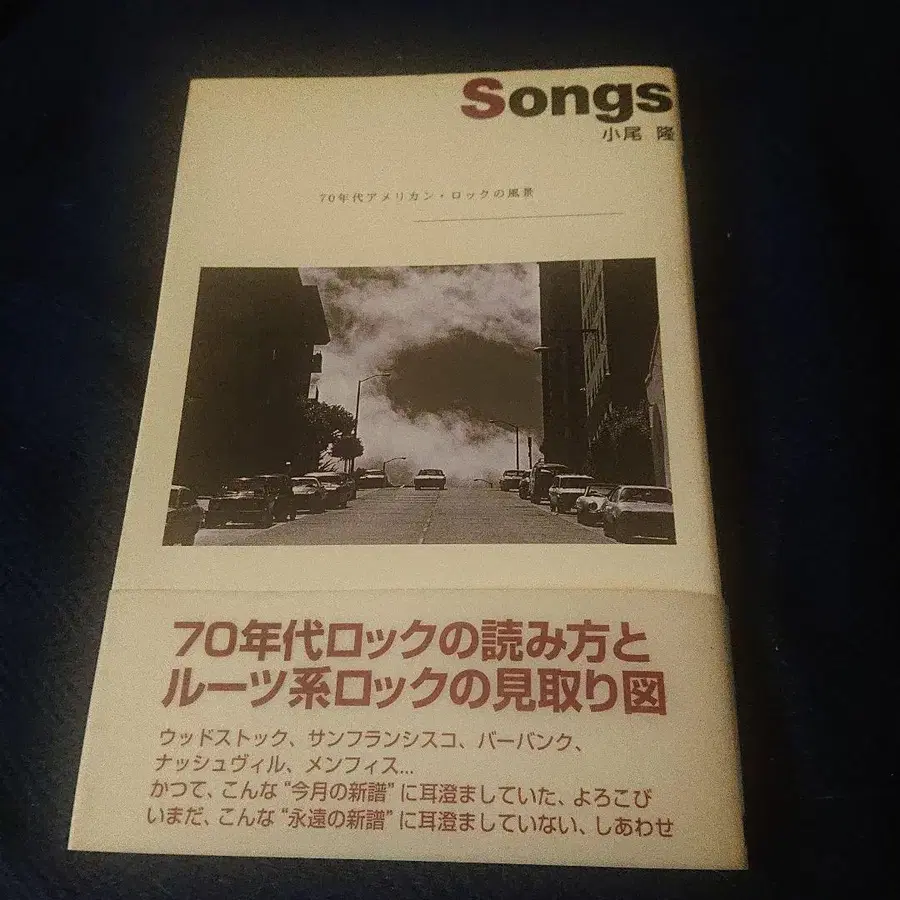 Songs
小尾 隆
70年代アメリカン・ロックの風景
70年代ロックの読み方と
ルーツ系ロックの見取り図
ウッドストック、サンフランシスコ、バーバンク、
ナッシュヴィル、メンフィス...
かつて、こんな“今月の新譜”に耳澄ましていた、よろこび
いまだ、こんな“永遠の新譜”に耳澄ましていない、しあわせ